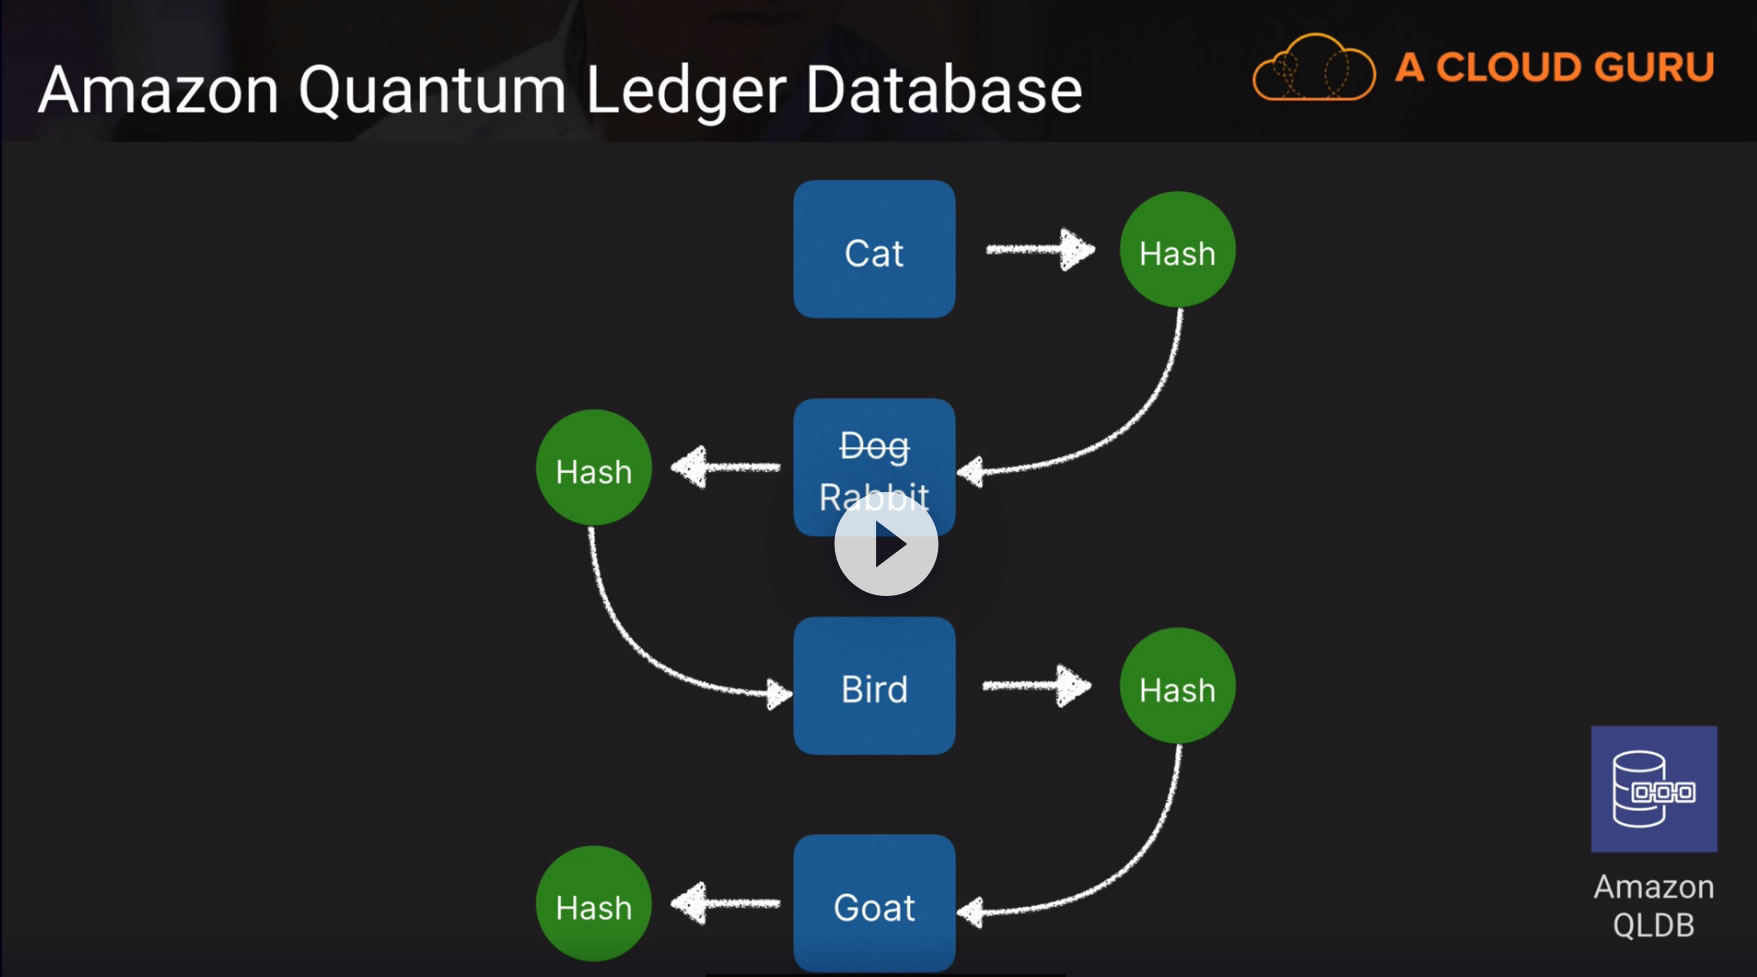 Amazon Quantum Ledger Database
A CLOUD GURU
Cat
Hash
Hash
Dog
Rabbit
Bird
Hash
Hash
Goat
Amazon
QLDB